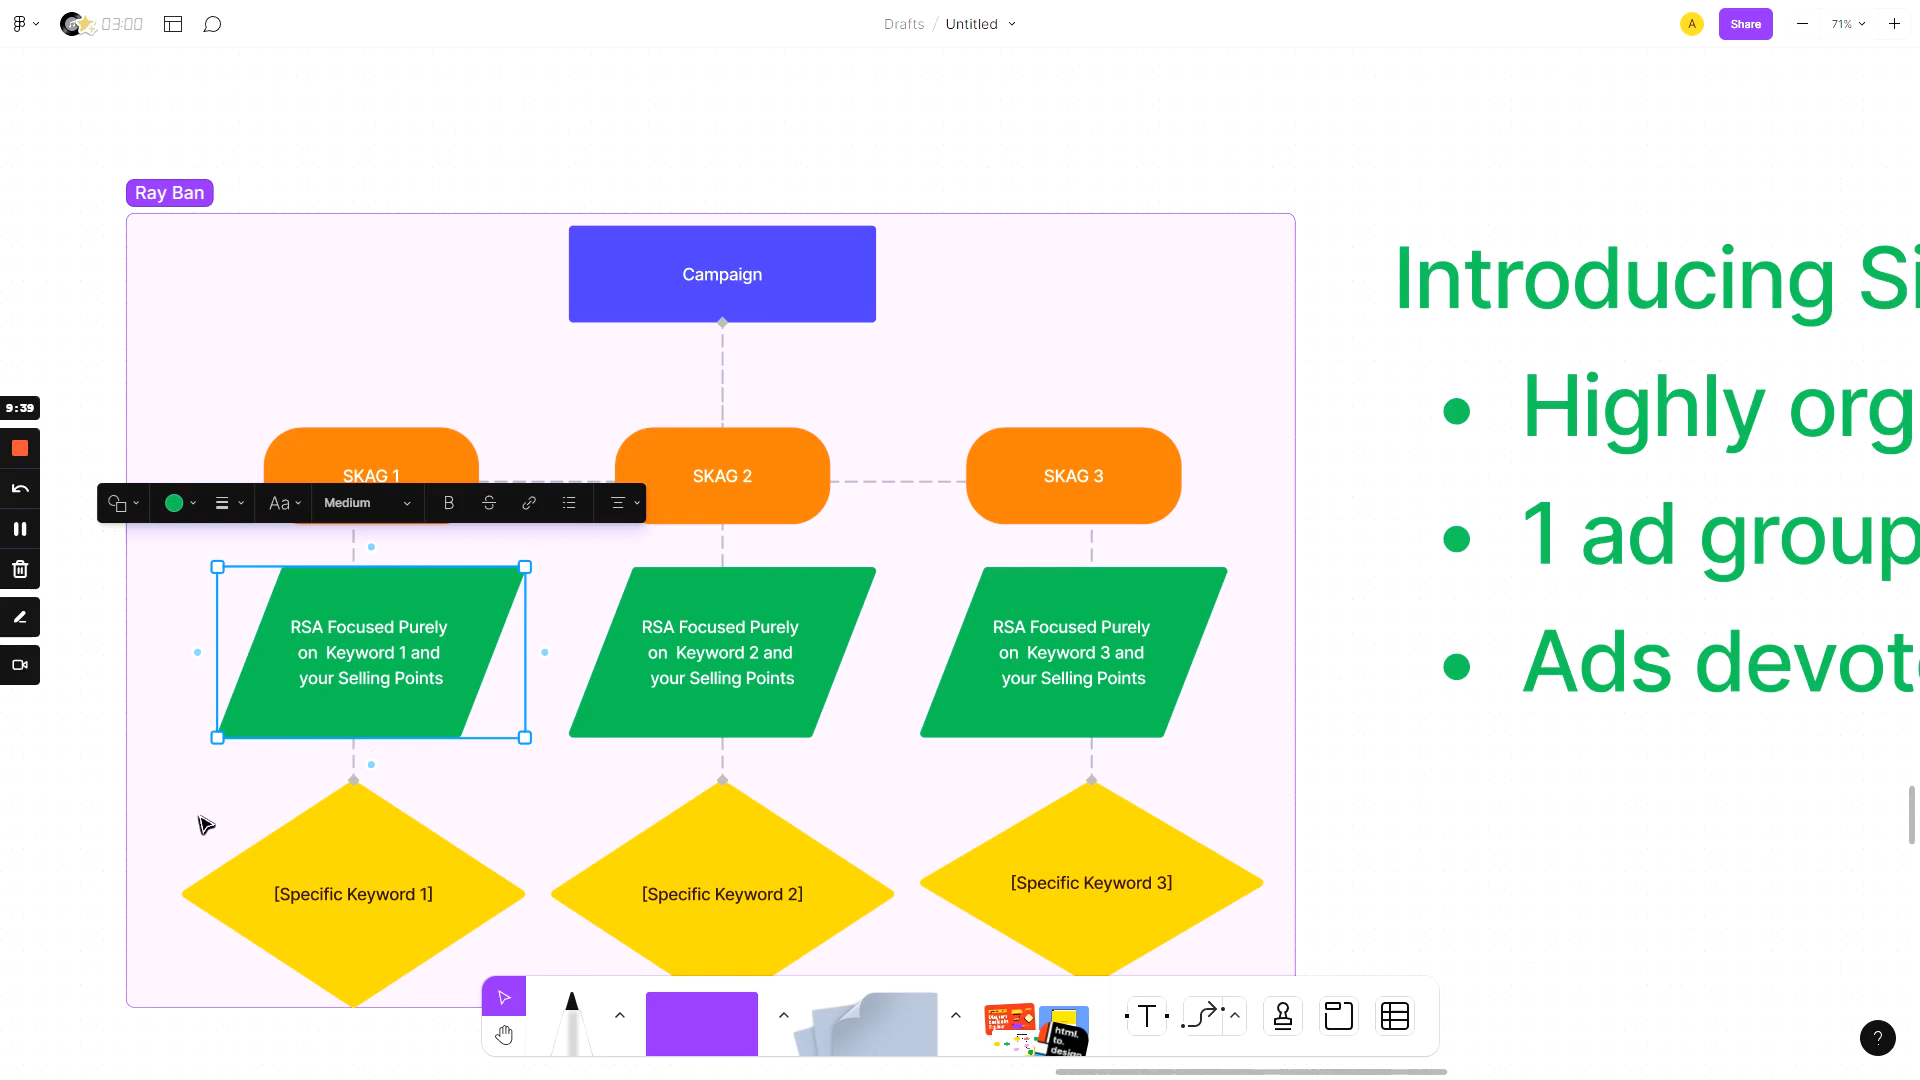 03:00
Drafts / Untitled
A
Share
71%
Ray Ban
Campaign
Introducing Si
Highly org
1 ad group
Ads devot
9:39
SKAG 1
SKAG 2
SKAG 3
Aa
Medium
B
S
RSA Focused Purely
on Keyword 1 and
your Selling Points
RSA Focused Purely
on Keyword 2 and
your Selling Points
RSA Focused Purely
on Keyword 3 and
your Selling Points
[Specific Keyword 1]
[Specific Keyword 2]
[Specific Keyword 3]
html.
to.
design
T
?